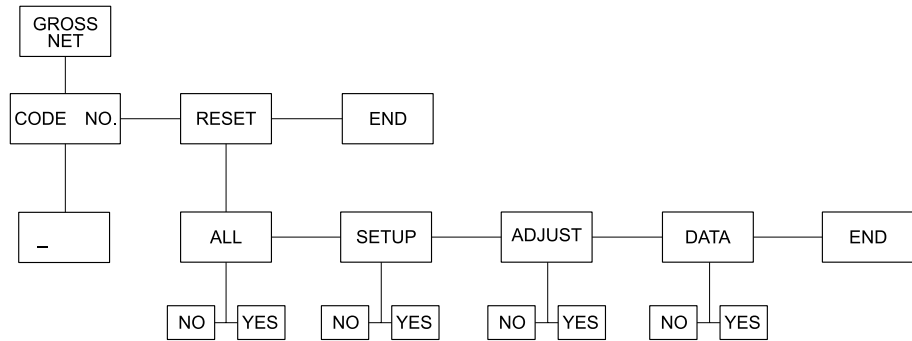 GROSS
NET
CODE NO. RESET END
_
ALL SETUP ADJUST DATA END
NO YES NO YES NO YES NO YES